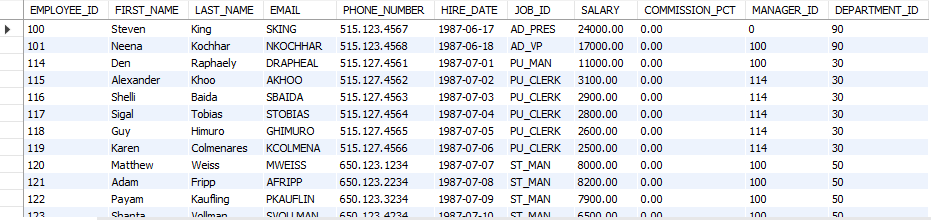 EMPLOYEE_ID FIRST_NAME LAST_NAME EMAIL PHONE_NUMBER HIRE_DATE JOB_ID SALARY COMMISSION_PCT MANAGER_ID DEPARTMENT_ID
100 Steven King SKING 515.123.4567 1987-06-17 AD_PRES 24000.00 0.00 0 90
101 Neena Kochhar NKOCHHAR 515.123.4568 1987-06-18 AD_VP 17000.00 0.00 100 90
114 Den Raphaely DRAPHEAL 515.127.4561 1987-07-01 PU_MAN 11000.00 0.00 100 30
115 Alexander Khoo AKHOO 515.127.4562 1987-07-02 PU_CLERK 3100.00 0.00 114 30
116 Shelli Baida SBAIDA 515.127.4563 1987-07-03 PU_CLERK 2900.00 0.00 114 30
117 Sigal Tobias STOBIAS 515.127.4564 1987-07-04 PU_CLERK 2800.00 0.00 114 30
118 Guy Himuro GHIMURO 515.127.4565 1987-07-05 PU_CLERK 2600.00 0.00 114 30
119 Karen Colmenares KCOLMENA 515.127.4566 1987-07-06 PU_CLERK 2500.00 0.00 114 30
120 Matthew Weiss MWEISS 650.123.1234 1987-07-07 ST_MAN 8000.00 0.00 100 50
121 Adam Fripp AFRIPP 650.123.2234 1987-07-08 ST_MAN 8200.00 0.00 100 50
122 Payam Kaufling PKAUFLIN 650.123.3234 1987-07-09 ST_MAN 7900.00 0.00 100 50
123 Shanta Vollman SVOLLMAN 650.123.4234 1987-07-10 ST_MAN 6500.00 0.00 100 50